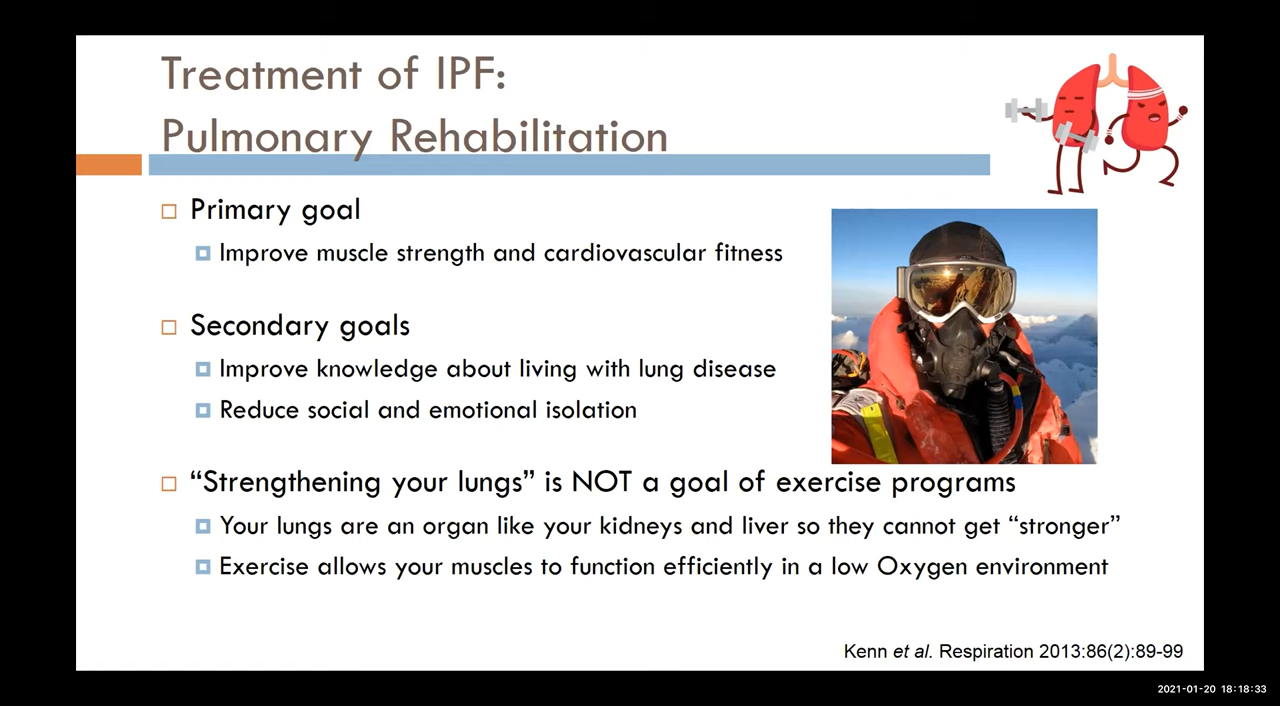 Treatment of IPF:
Pulmonary Rehabilitation
Primary goal
Improve muscle strength and cardiovascular fitness
Secondary goals
Improve knowledge about living with lung disease
Reduce social and emotional isolation
“Strengthening your lungs” is NOT a goal of exercise programs
Your lungs are an organ like your kidneys and liver so they cannot get “stronger”
Exercise allows your muscles to function efficiently in a low Oxygen environment
Kenn et al. Respiration 2013:86(2):89-99
2021-01-20 18:18:33